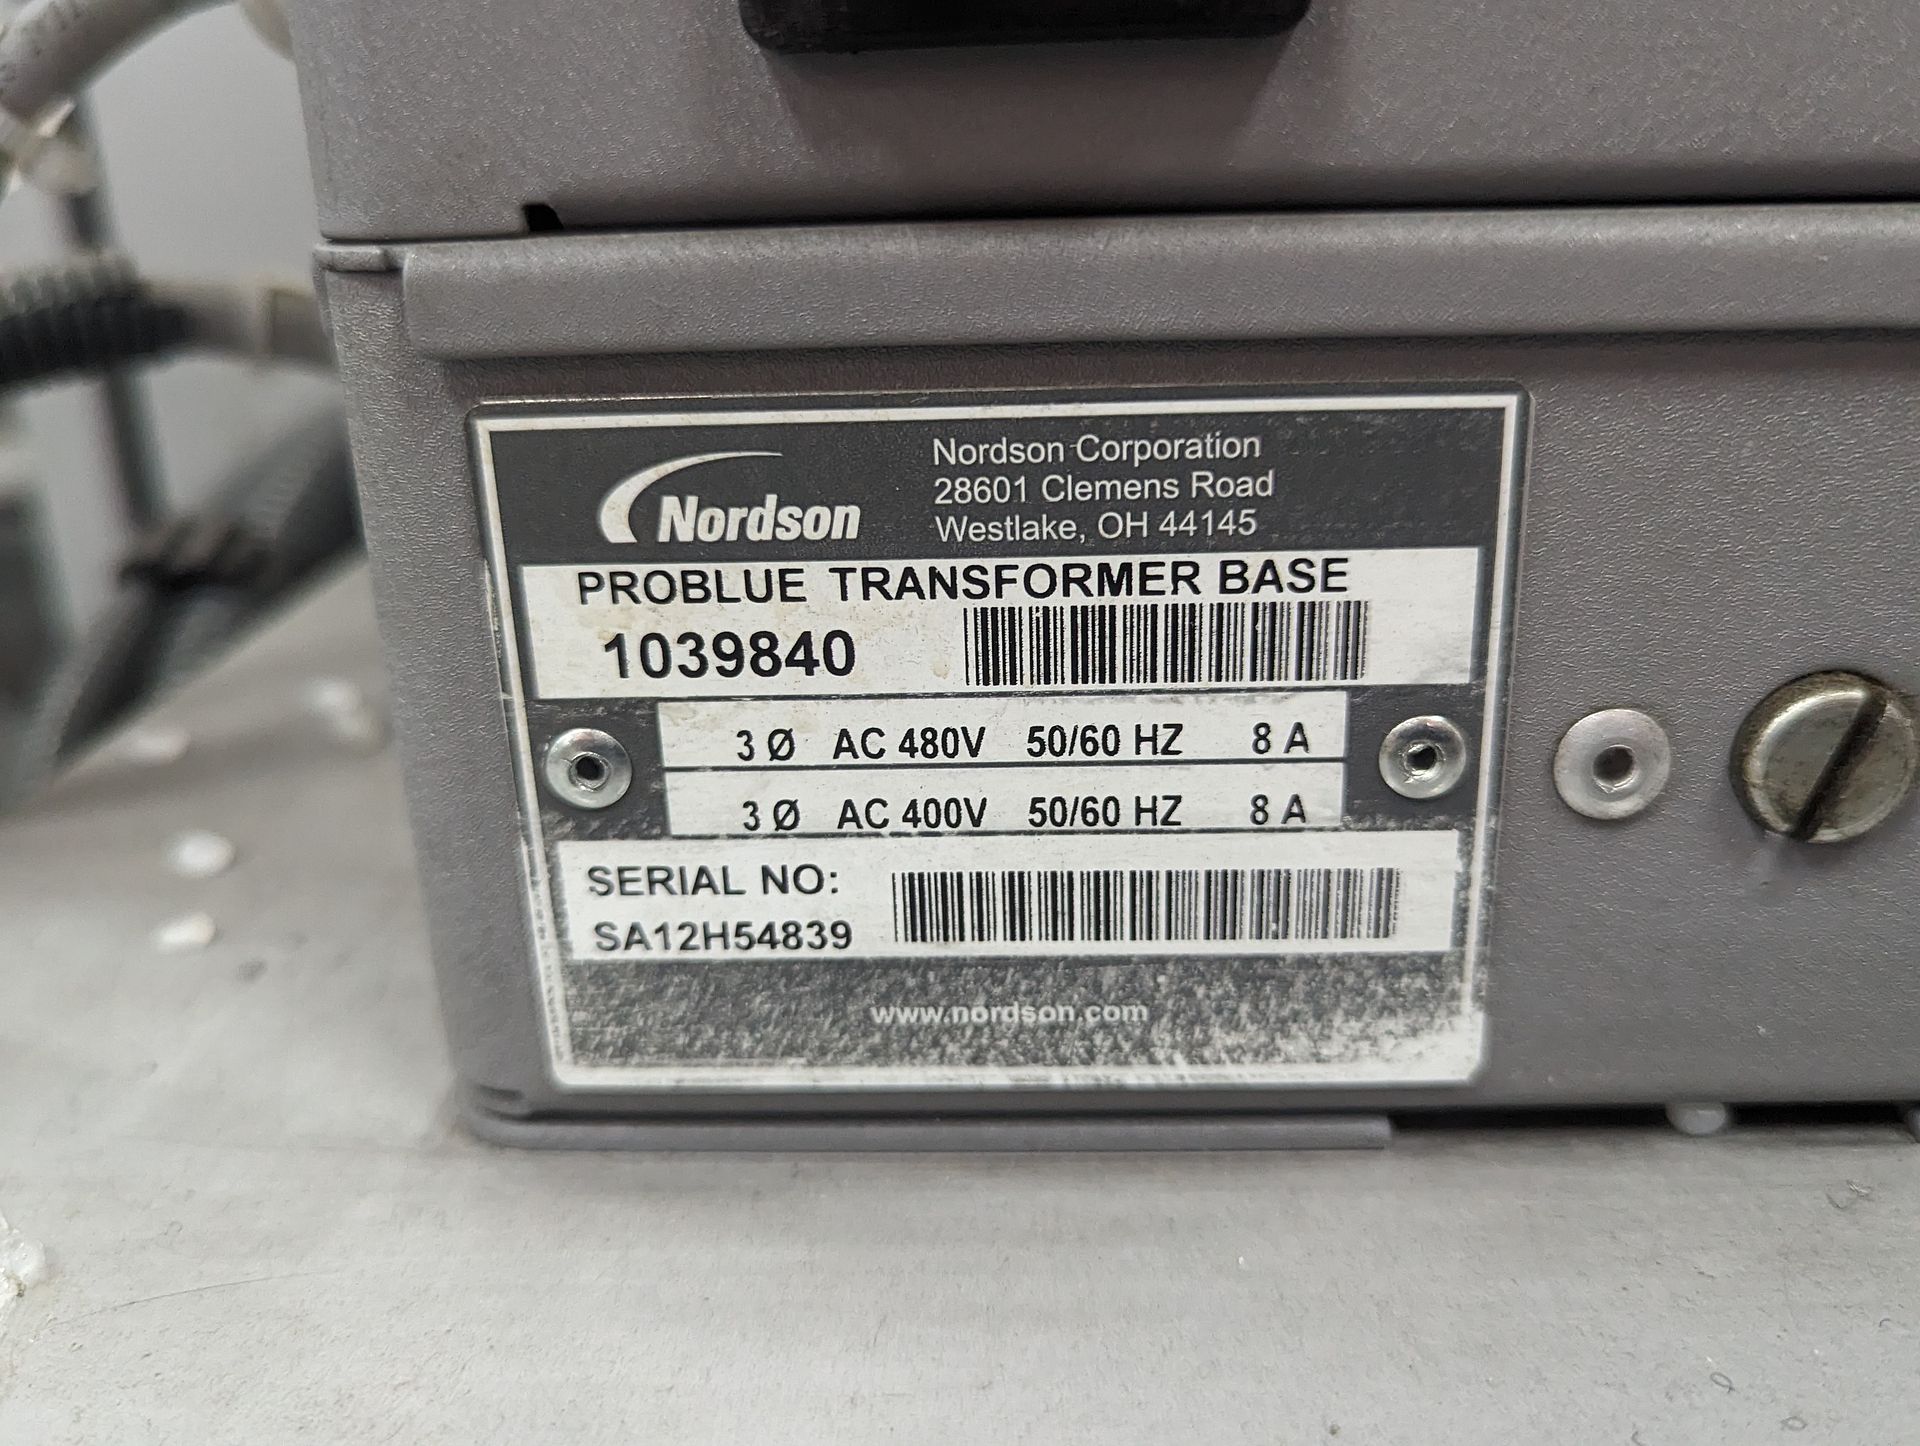 Nordson
Nordson Corporation
28601 Clemens Road
Westlake, OH 44145
PROBLUE TRANSFORMER BASE
1039840
3 Ø AC 480V 50/60 HZ 8 A
3 Ø AC 400V 50/60 HZ 8 A
SERIAL NO:
SA12H54839
www.nordson.com